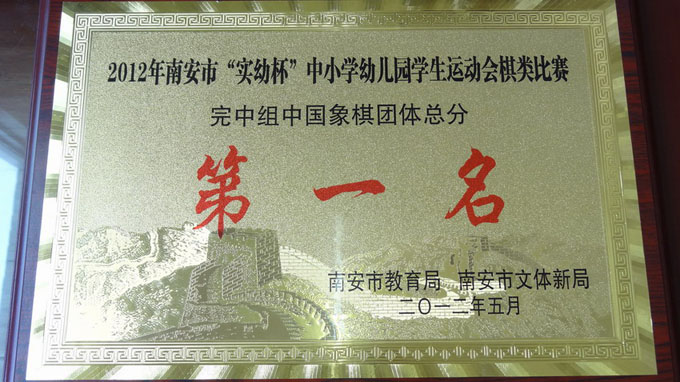 2012年南安市“实幼杯”中小学幼儿园学生运动会棋类比赛
完中组中国象棋团体总分
第一名
南安市教育局 南安市文体新局
二〇一二年五月